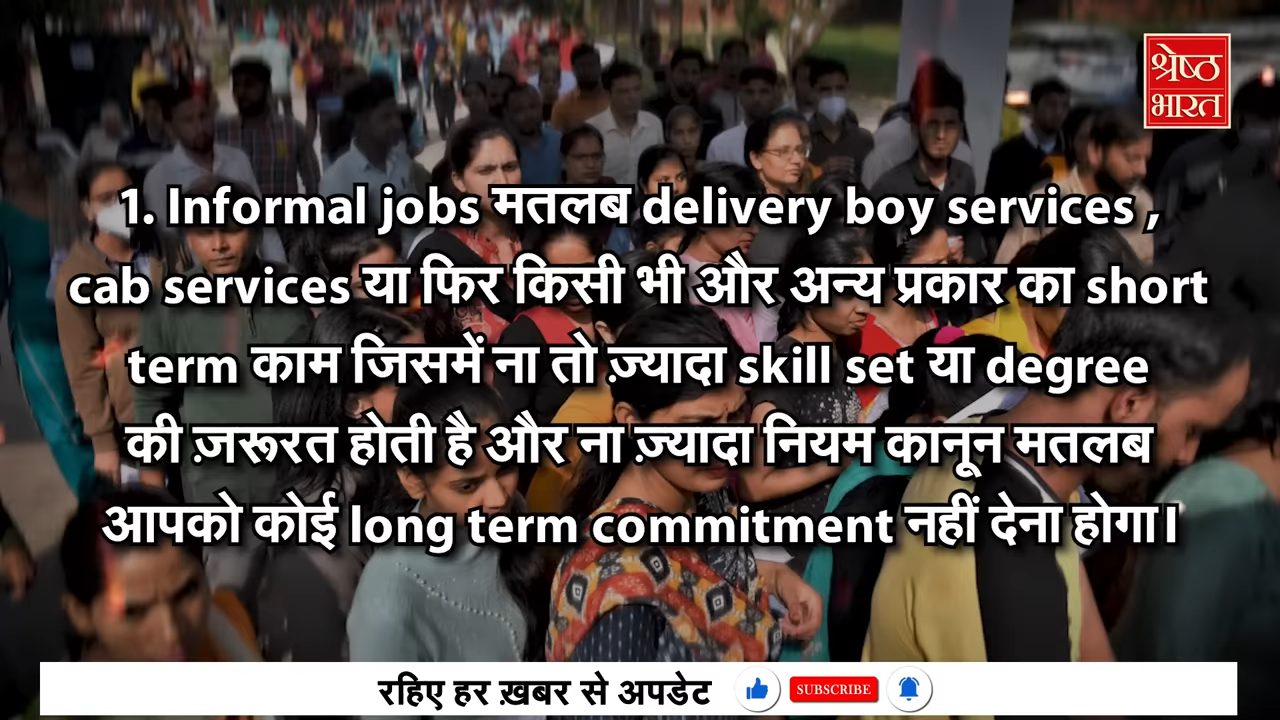 श्रेष्ठ
भारत
1. Informal jobs मतलब delivery boy services ,
cab services या फिर किसी भी और अन्य प्रकार का short
term काम जिसमें ना तो ज़्यादा skill set या degree
की ज़रूरत होती है और ना ज़्यादा नियम कानून मतलब
आपको कोई long term commitment नहीं देना होगा।
रहिए हर ख़बर से अपडेट
SUBSCRIBE